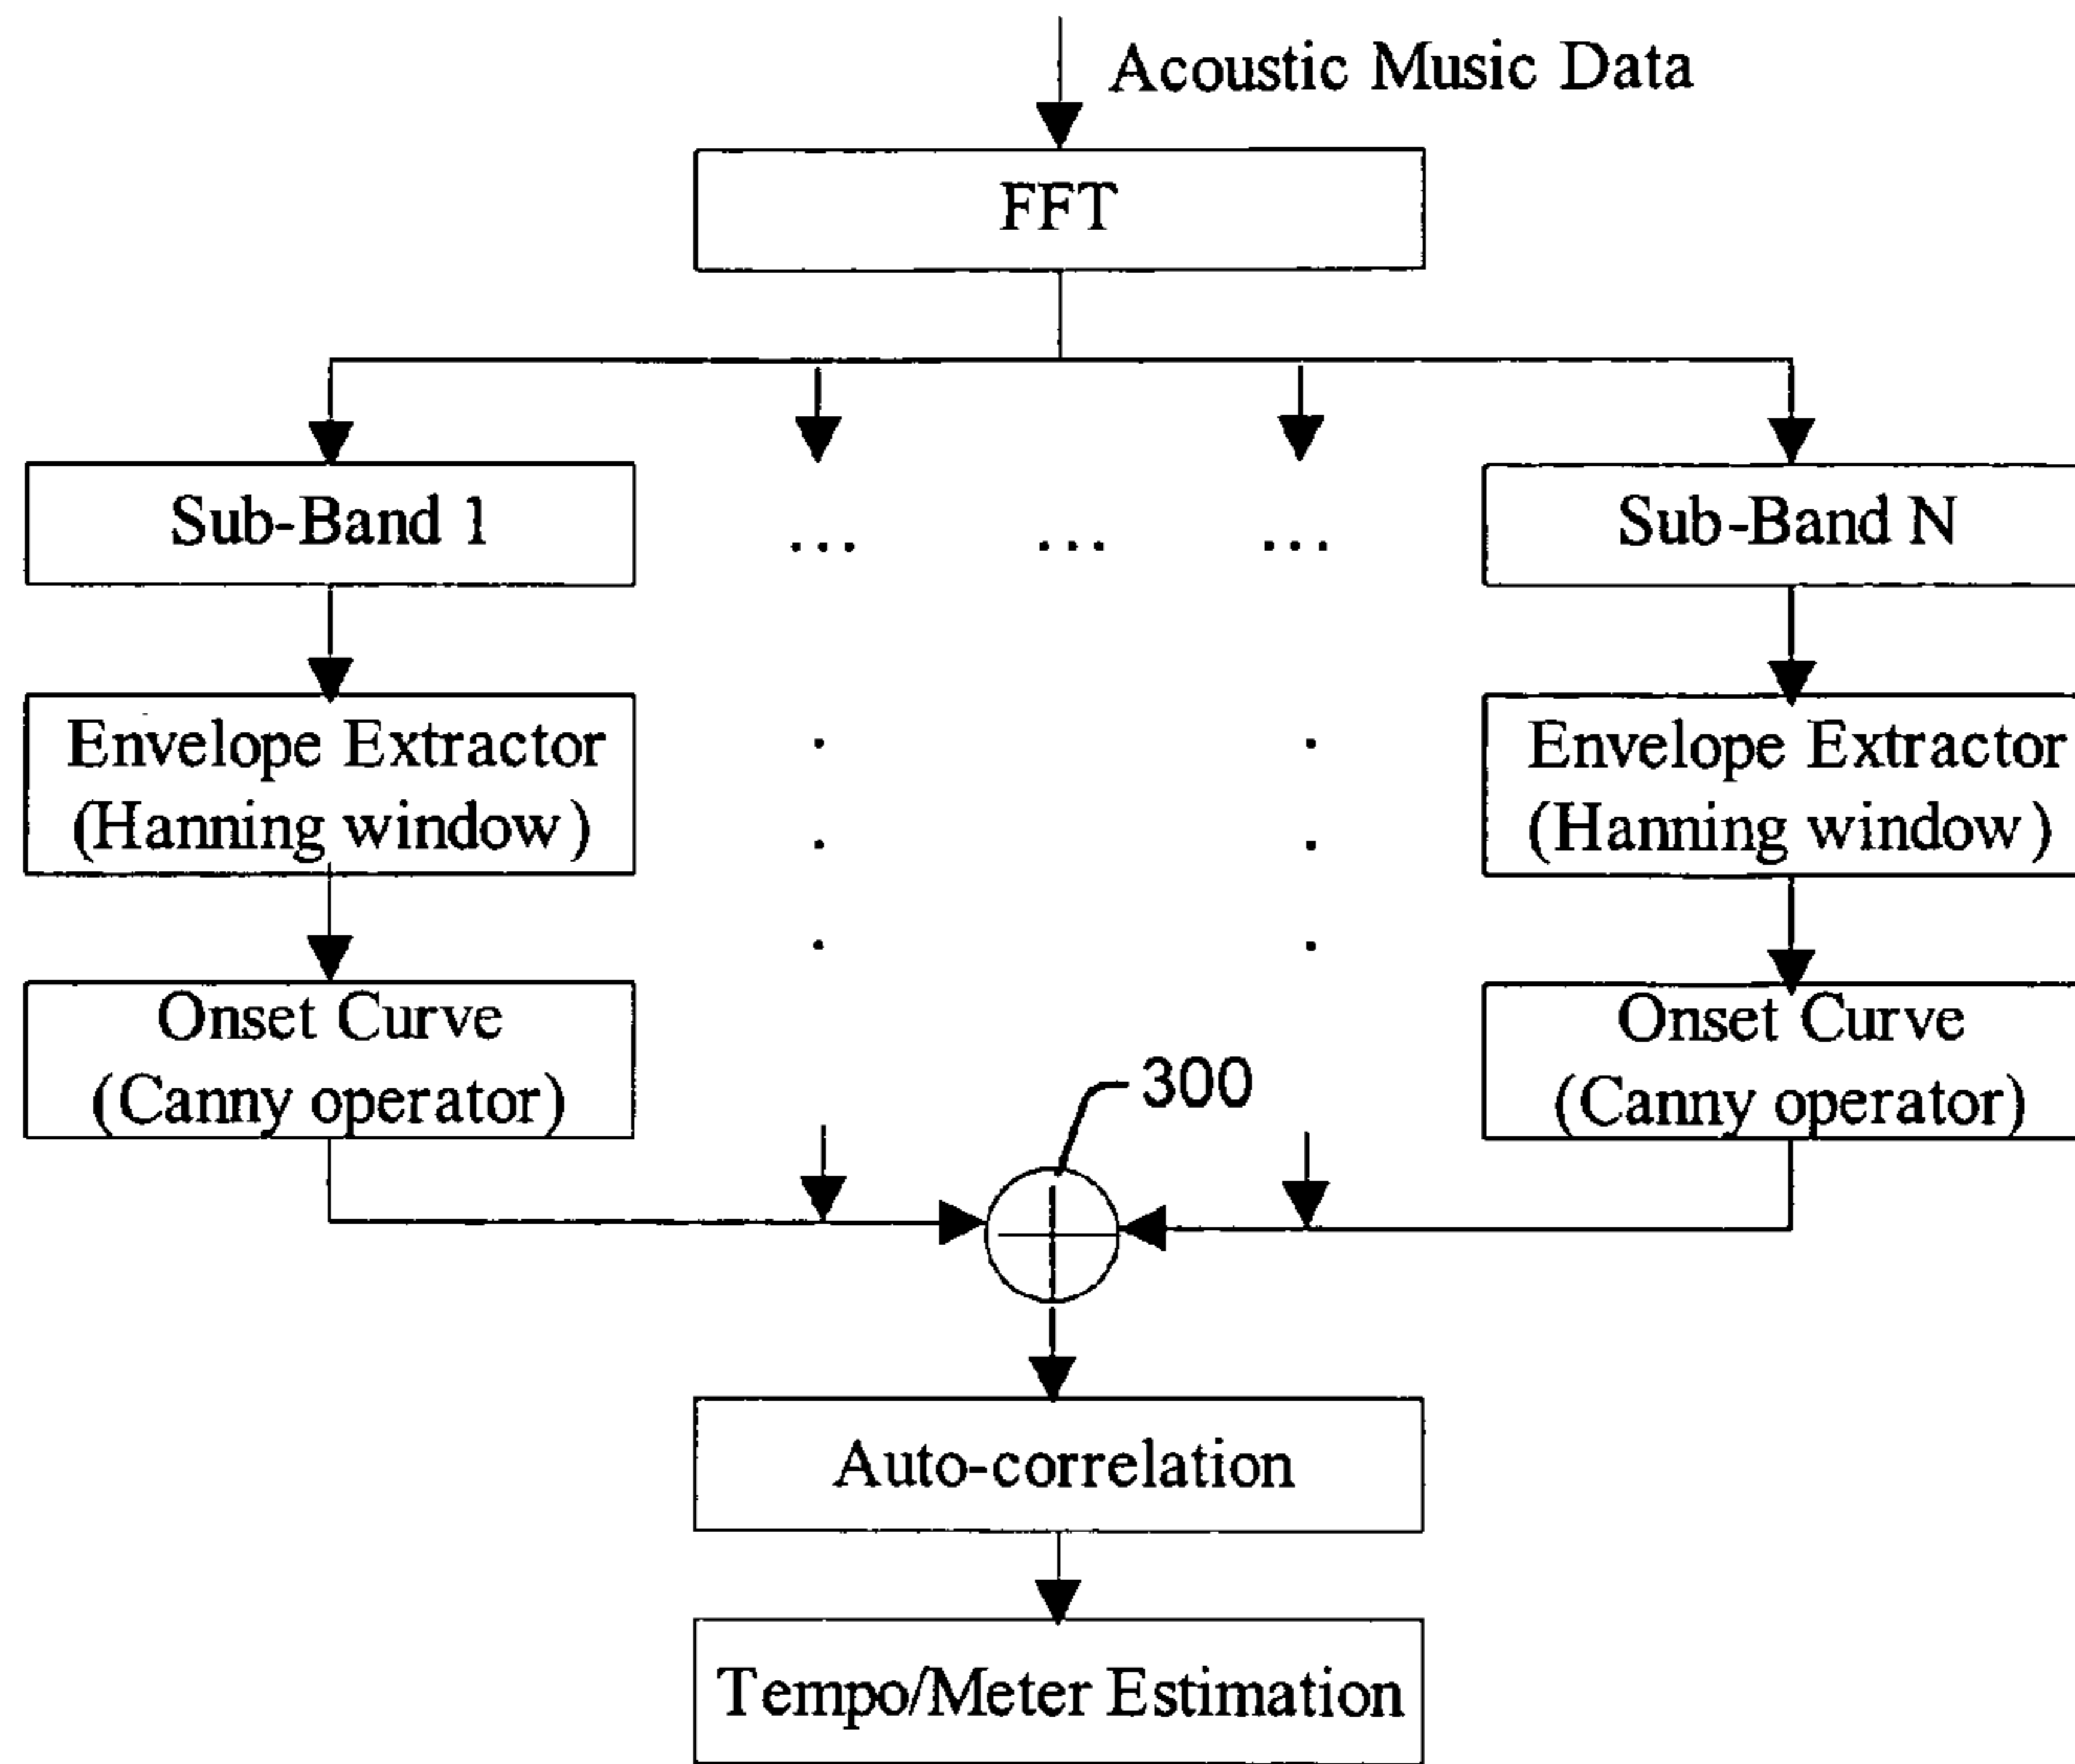 Acoustic Music Data
FFT
Sub-Band 1
... ... ...
Sub-Band N
Envelope Extractor
(Hanning window)
Envelope Extractor
(Hanning window)
Onset Curve
(Canny operator)
Onset Curve
(Canny operator)
300
Auto-correlation
Tempo/Meter Estimation